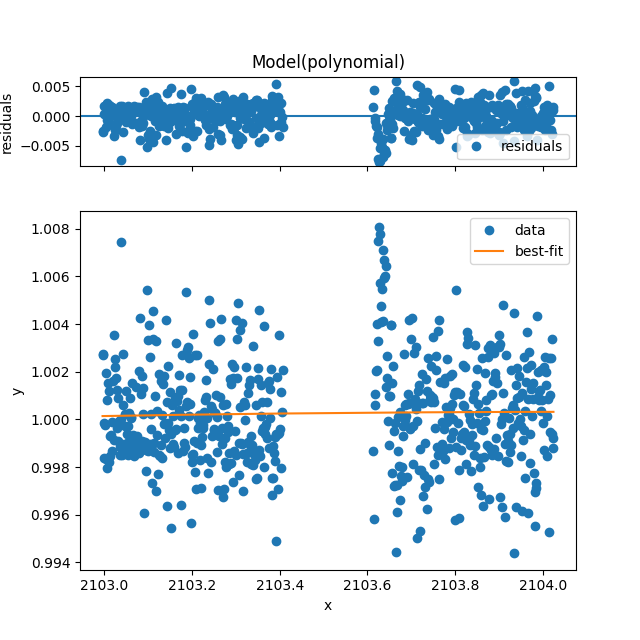 Model(polynomial)
residuals
0.005
0.000
−0.005
residuals
y
1.008
1.006
1.004
1.002
1.000
0.998
0.996
0.994
data
best-fit
2103.0 2103.2 2103.4 2103.6 2103.8 2104.0
x